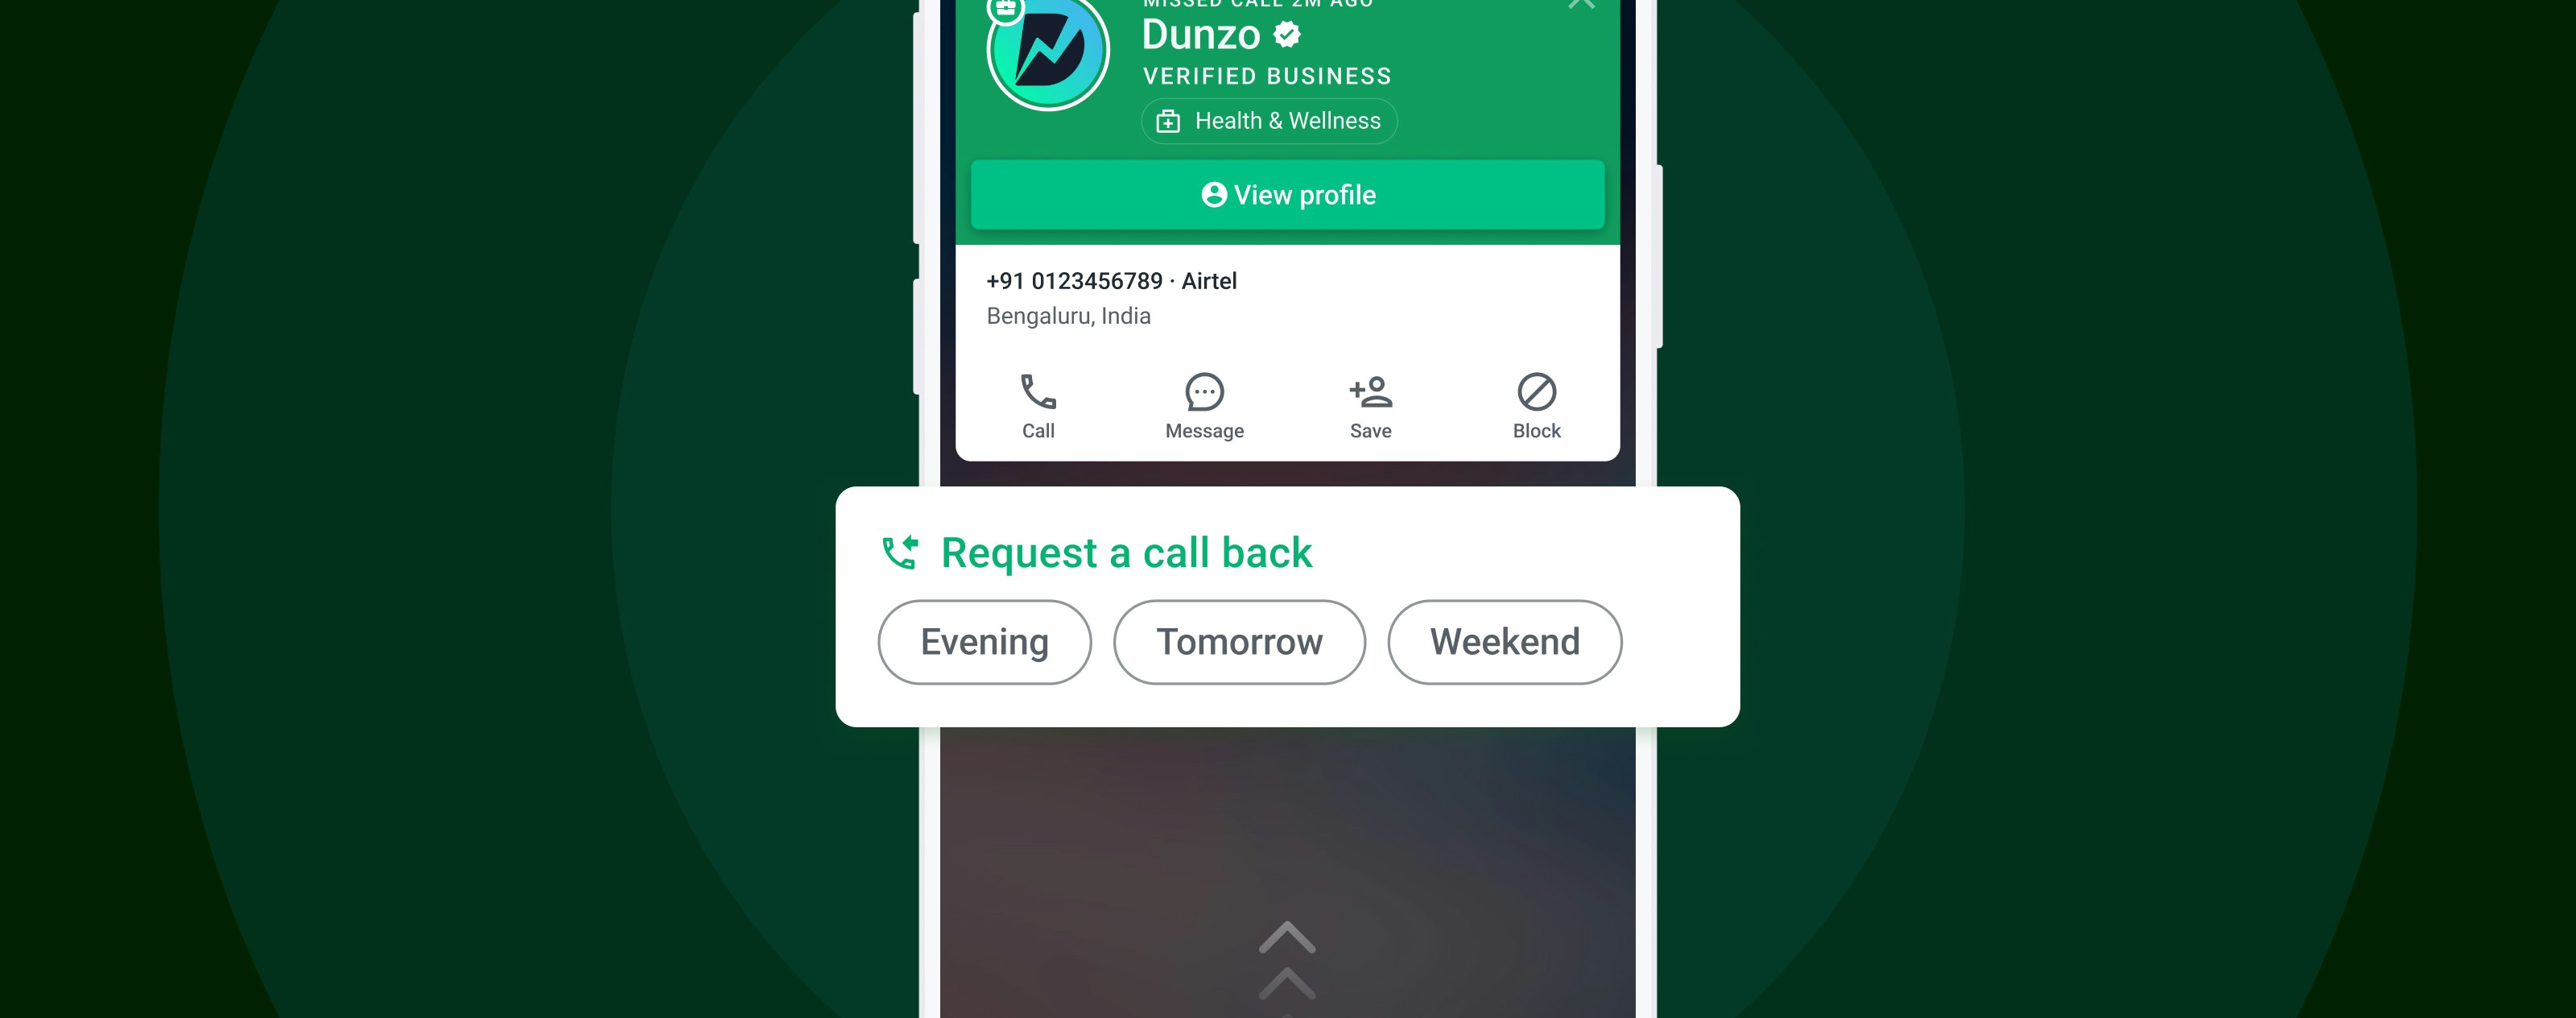 MISSED CALL 2M AGO
Dunzo
VERIFIED BUSINESS
Health & Wellness
View profile
+91 0123456789 · Airtel
Bengaluru, India
Call Message Save Block
Request a call back
Evening Tomorrow Weekend